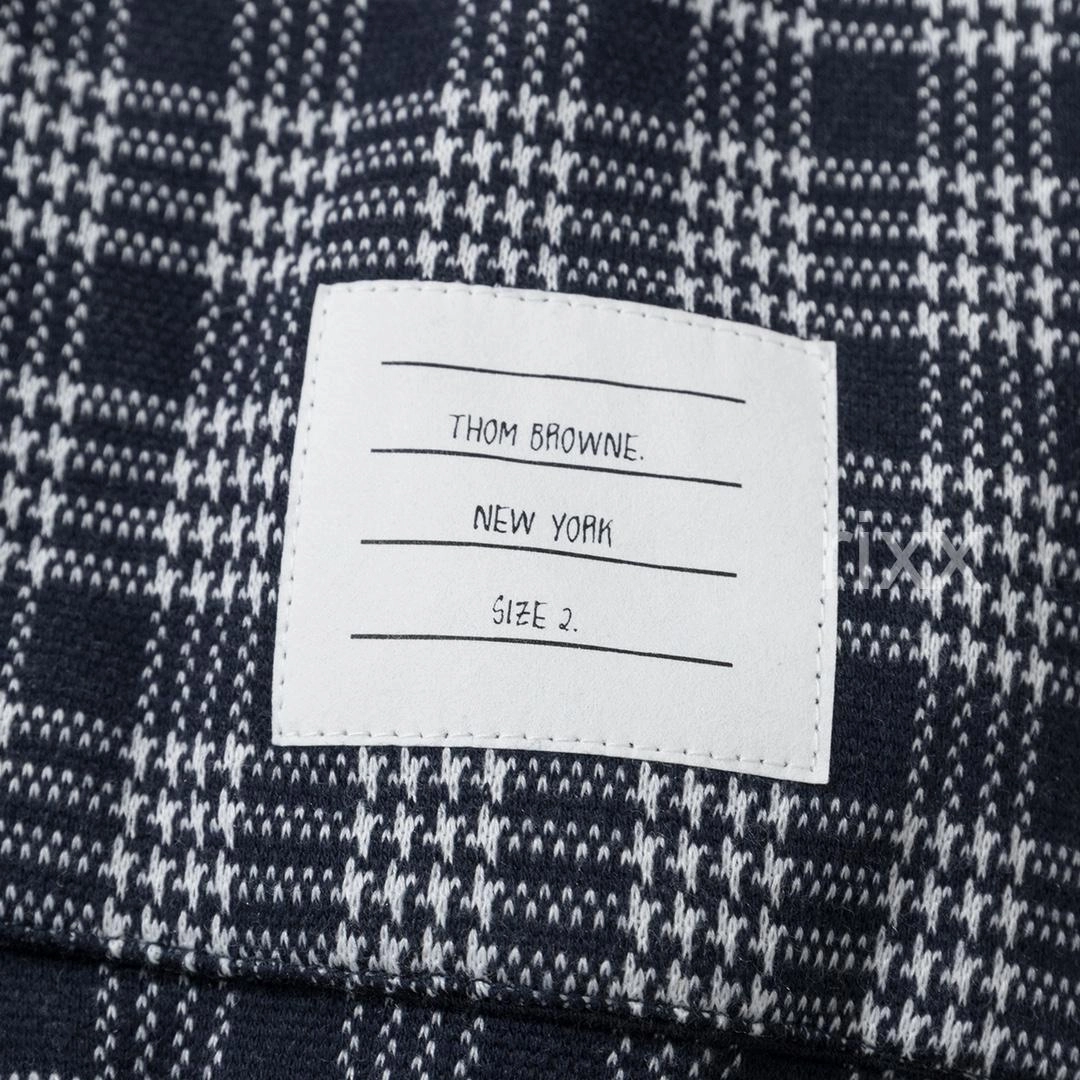 THOM BROWNE.
NEW YORK
SIZE 2.